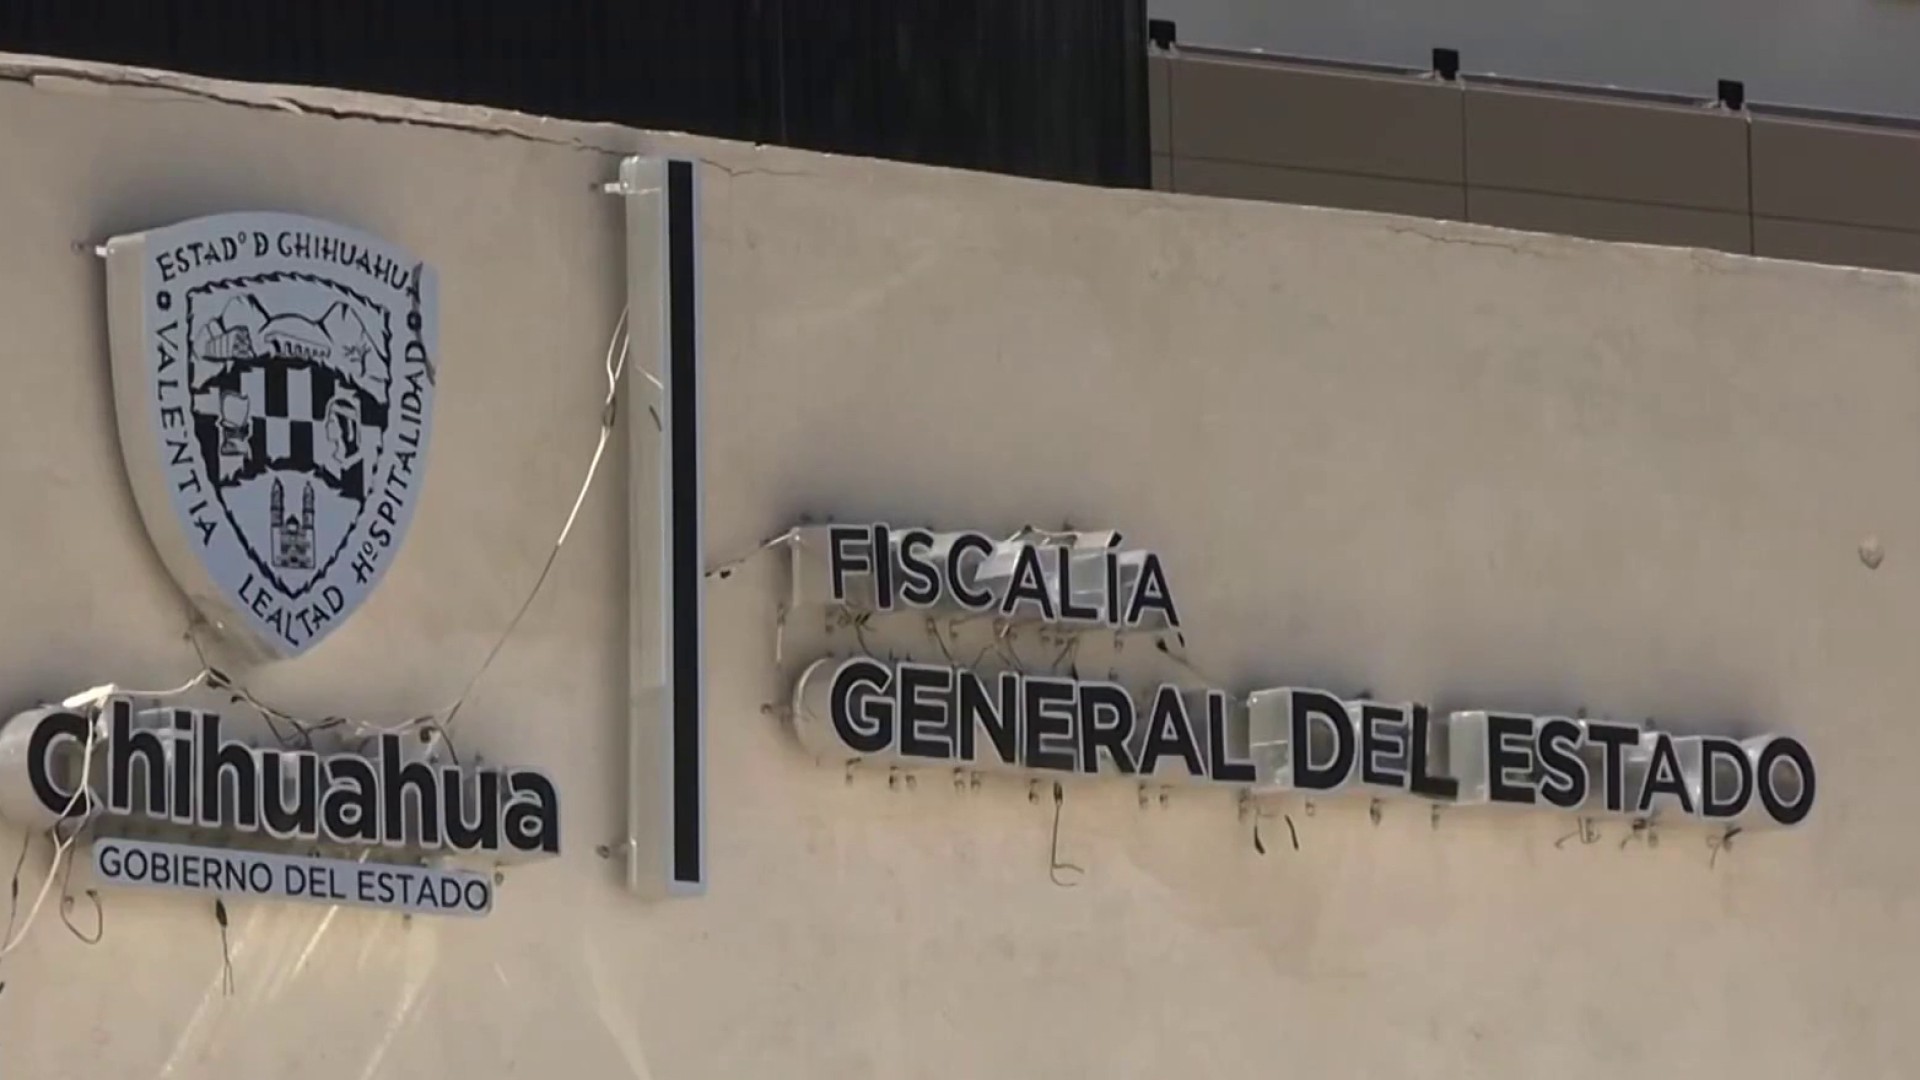 ESTADº D CHIHUAHUA
VALENTIA
LEALTAD
HºSPITALIDAD
Chihuahua
GOBIERNO DEL ESTADO
FISCALÍA
GENERAL DEL ESTADO